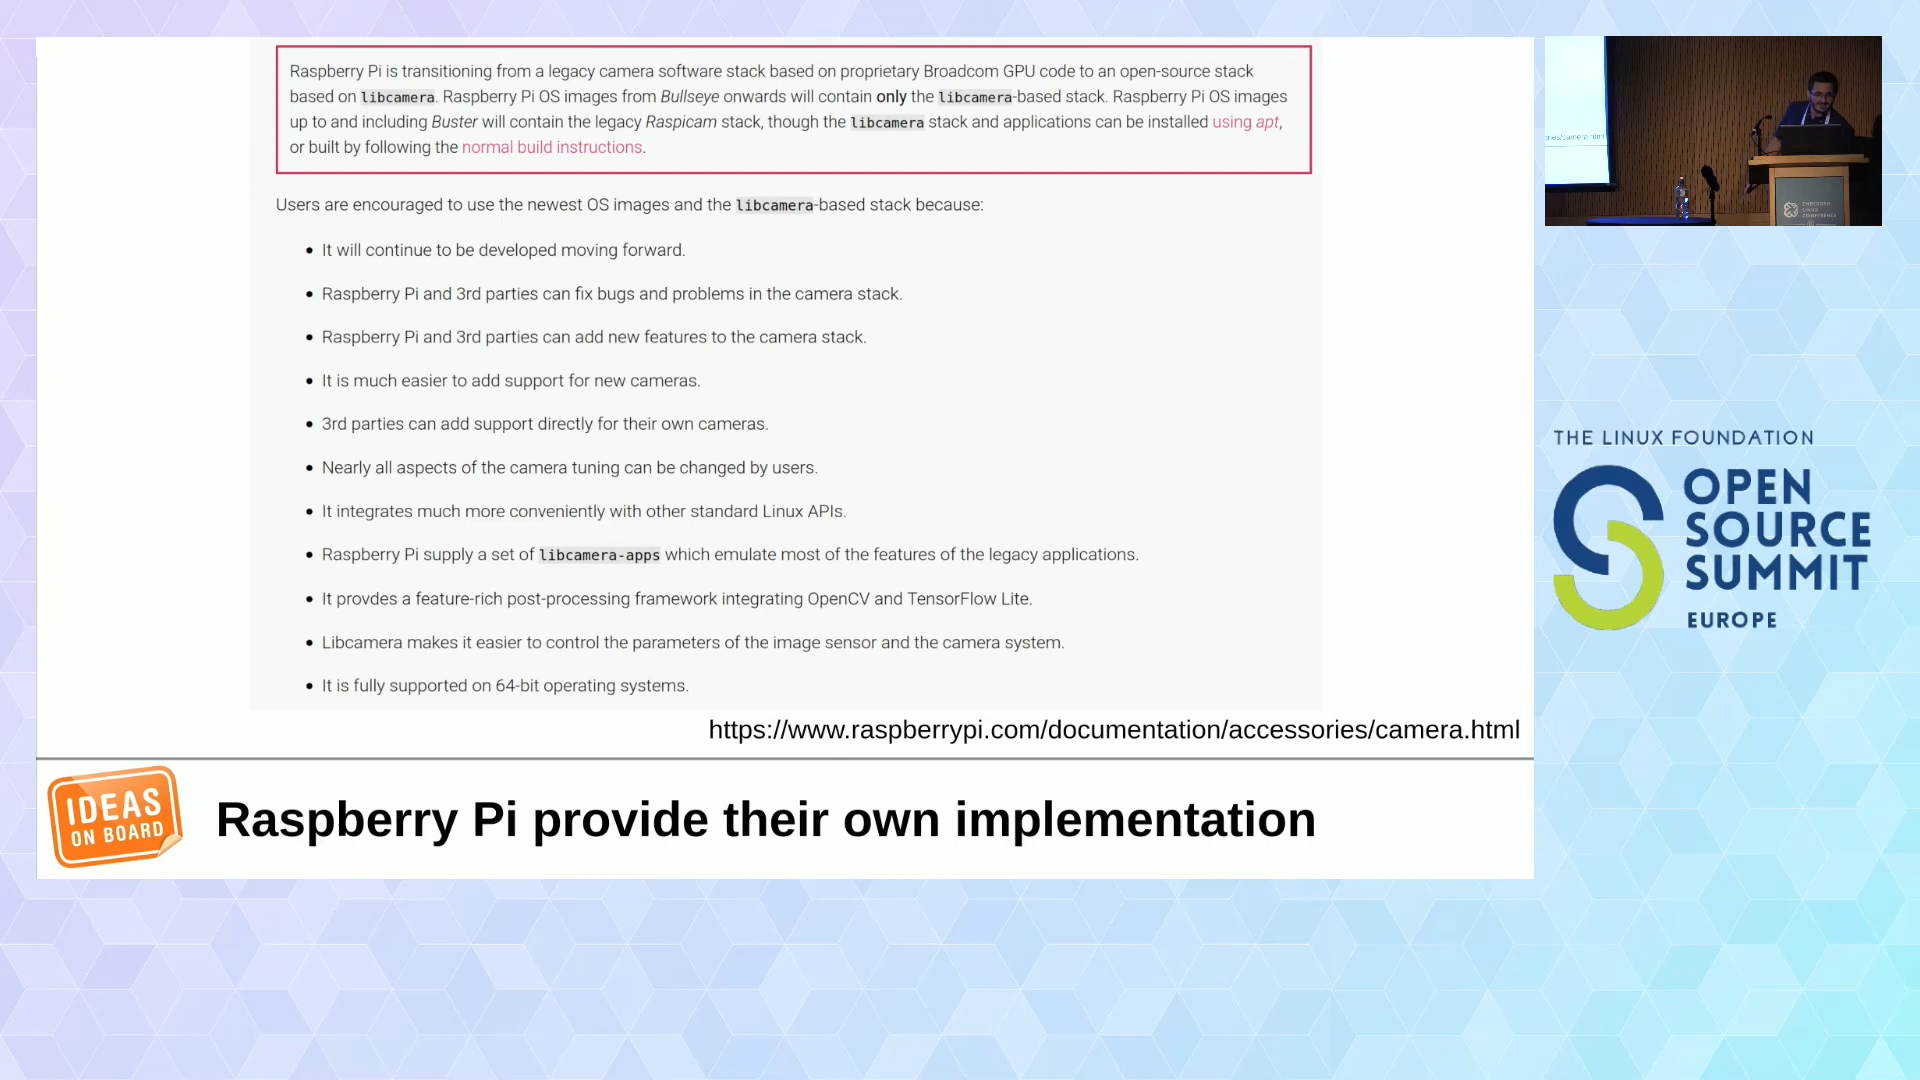 Raspberry Pi is transitioning from a legacy camera software stack based on proprietary Broadcom GPU code to an open-source stack
based on libcamera. Raspberry Pi OS images from Bullseye onwards will contain only the libcamera-based stack. Raspberry Pi OS images
up to and including Buster will contain the legacy Raspicam stack, though the libcamera stack and applications can be installed using apt,
or built by following the normal build instructions.
Users are encouraged to use the newest OS images and the libcamera-based stack because:
• It will continue to be developed moving forward.
• Raspberry Pi and 3rd parties can fix bugs and problems in the camera stack.
• Raspberry Pi and 3rd parties can add new features to the camera stack.
• It is much easier to add support for new cameras.
• 3rd parties can add support directly for their own cameras.
• Nearly all aspects of the camera tuning can be changed by users.
• It integrates much more conveniently with other standard Linux APIs.
• Raspberry Pi supply a set of libcamera-apps which emulate most of the features of the legacy applications.
• It provdes a feature-rich post-processing framework integrating OpenCV and TensorFlow Lite.
• Libcamera makes it easier to control the parameters of the image sensor and the camera system.
• It is fully supported on 64-bit operating systems.
https://www.raspberrypi.com/documentation/accessories/camera.html
IDEAS
ON BOARD
Raspberry Pi provide their own implementation
EMBEDDED
LINUX
CONFERENCE
THE LINUX FOUNDATION
OPEN
SOURCE
SUMMIT
EUROPE